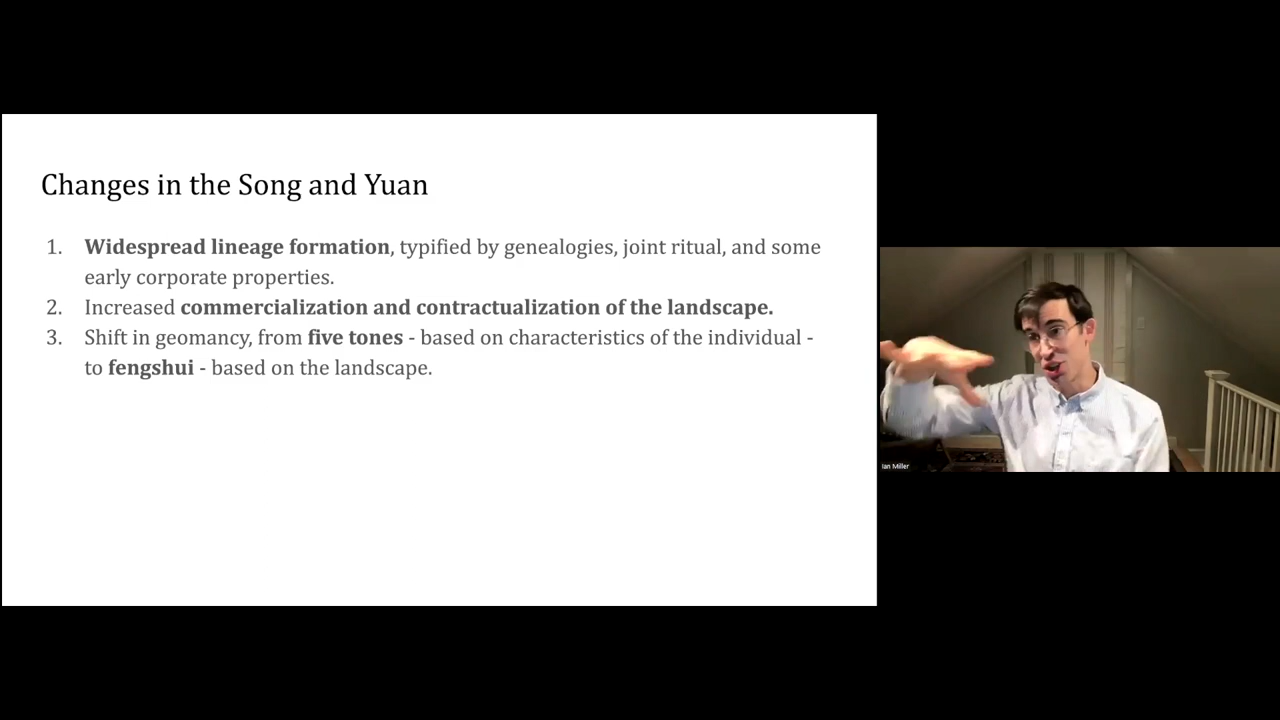 Changes in the Song and Yuan
1. Widespread lineage formation, typified by genealogies, joint ritual, and some
early corporate properties.
2. Increased commercialization and contractualization of the landscape.
3. Shift in geomancy, from five tones - based on characteristics of the individual -
to fengshui - based on the landscape.
Ian Miller